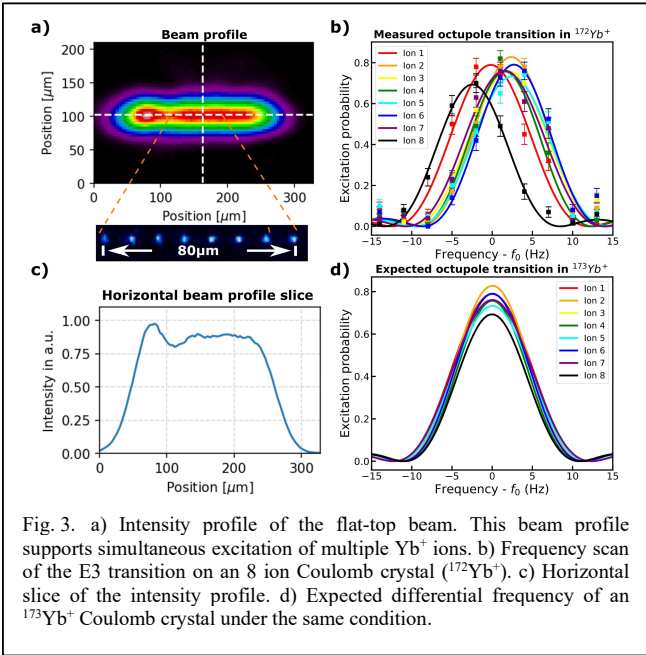 a)
Beam profile
Position [μm]
200
150
100
50
0
0
100
200
300
Position [μm]
80μm
b)
Measured octupole transition in ¹⁷²Yb⁺
Excitation probability
0.8
0.6
0.4
0.2
0.0
Ion 1
Ion 2
Ion 3
Ion 4
Ion 5
Ion 6
Ion 7
Ion 8
−15
−10
−5
0
5
10
15
Frequency - f₀ (Hz)
c)
Horizontal beam profile slice
Intensity in a.u.
1.00
0.75
0.50
0.25
0.00
0
100
200
300
Position [μm]
d)
Expected octupole transition in ¹⁷³Yb⁺
Excitation probability
0.8
0.6
0.4
0.2
0.0
Ion 1
Ion 2
Ion 3
Ion 4
Ion 5
Ion 6
Ion 7
Ion 8
−15
−10
−5
0
5
10
15
Frequency - f₀ (Hz)
Fig. 3. a) Intensity profile of the flat-top beam. This beam profile
supports simultaneous excitation of multiple Yb⁺ ions. b) Frequency scan
of the E3 transition on an 8 ion Coulomb crystal (¹⁷²Yb⁺). c) Horizontal
slice of the intensity profile. d) Expected differential frequency of an
¹⁷³Yb⁺ Coulomb crystal under the same condition.